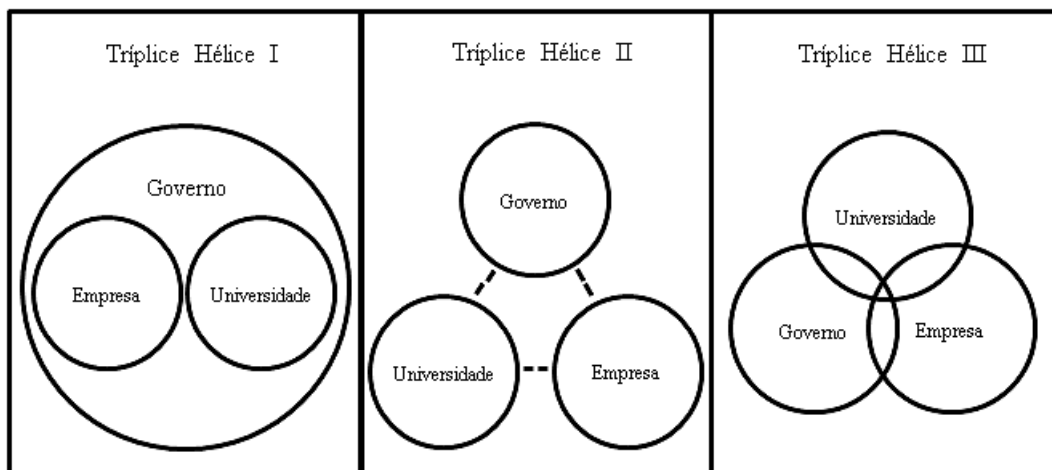 Tríplice Hélice I
Governo
Empresa
Universidade
Tríplice Hélice II
Governo
Universidade
Empresa
Tríplice Hélice III
Universidade
Governo
Empresa